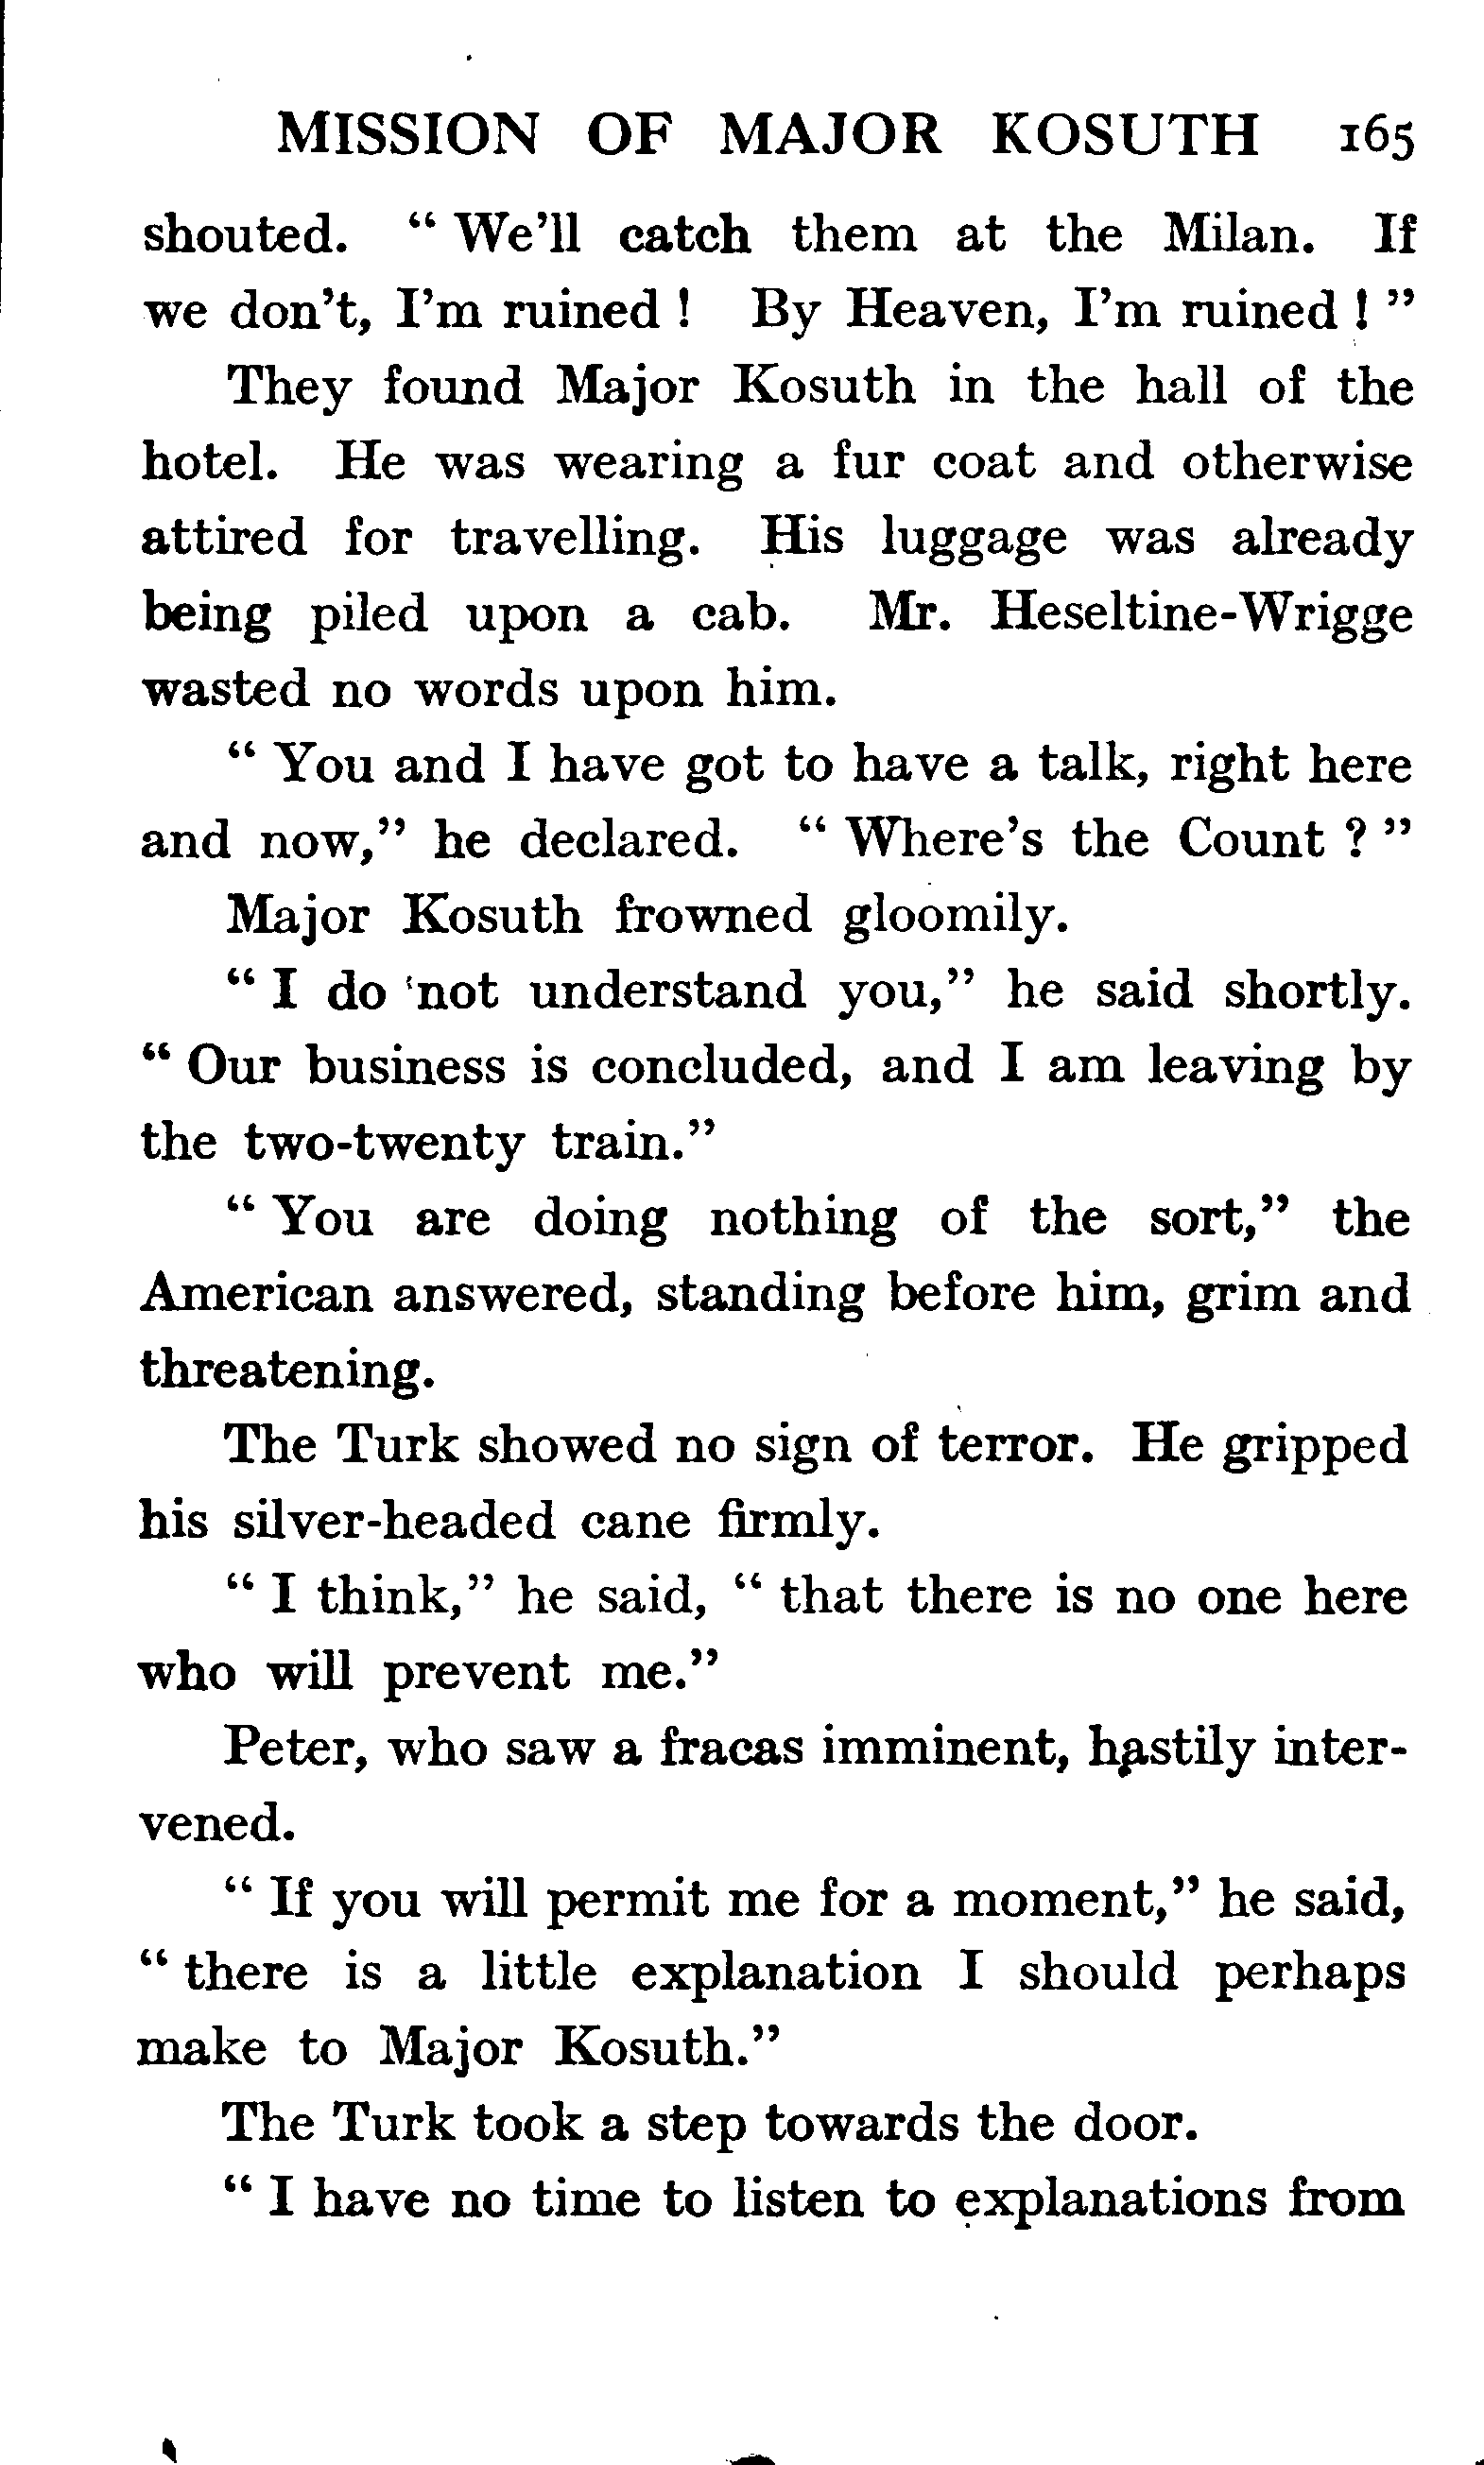 MISSION OF MAJOR KOSUTH 165
shouted. “ We’ll catch them at the Milan. If
we don’t, I’m ruined ! By Heaven, I’m ruined ! ”
They found Major Kosuth in the hall of the
hotel. He was wearing a fur coat and otherwise
attired for travelling. His luggage was already
being piled upon a cab. Mr. Heseltine-Wrigge
wasted no words upon him.
“ You and I have got to have a talk, right here
and now,” he declared. “ Where’s the Count ? ”
Major Kosuth frowned gloomily.
“ I do not understand you,” he said shortly.
“ Our business is concluded, and I am leaving by
the two-twenty train.”
“ You are doing nothing of the sort,” the
American answered, standing before him, grim and
threatening.
The Turk showed no sign of terror. He gripped
his silver-headed cane firmly.
“ I think,” he said, “ that there is no one here
who will prevent me.”
Peter, who saw a fracas imminent, hastily inter-
vened.
“ If you will permit me for a moment,” he said,
“ there is a little explanation I should perhaps
make to Major Kosuth.”
The Turk took a step towards the door.
“ I have no time to listen to explanations from